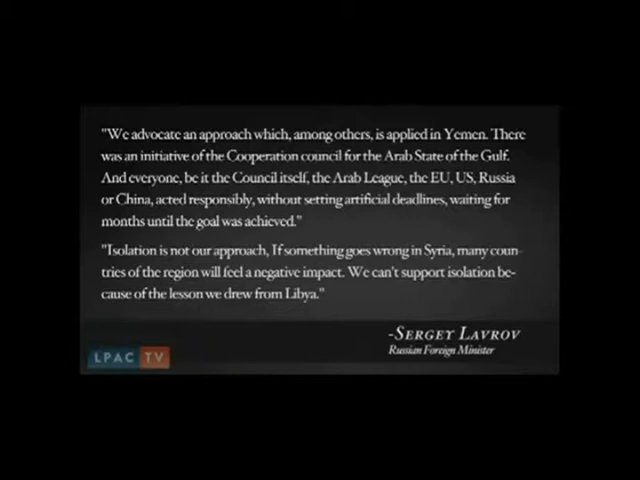 "We advocate an approach which, among others, is applied in Yemen. There
was an initiative of the Cooperation council for the Arab State of the Gulf.
And everyone, be it the Council itself, the Arab League, the EU, US, Russia
or China, acted responsibly, without setting artificial deadlines, waiting for
months until the goal was achieved."
"Isolation is not our approach, If something goes wrong in Syria, many coun-
tries of the region will feel a negative impact. We can't support isolation be-
cause of the lesson we drew from Libya."
-SERGEY LAVROV
Russian Foreign Minister
LPAC TV